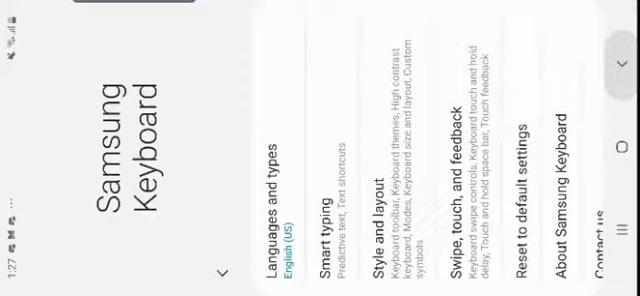 1:27
Samsung
Keyboard
Languages and types
English (US)
Smart typing
Predictive text, Text shortcuts
Style and layout
Keyboard toolbar, Keyboard themes, High contrast
keyboard, Modes, Keyboard size and layout, Custom
symbols
Swipe, touch, and feedback
Keyboard swipe controls, Keyboard touch and hold
delay, Touch and hold space bar, Touch feedback
Reset to default settings
About Samsung Keyboard
Contact us